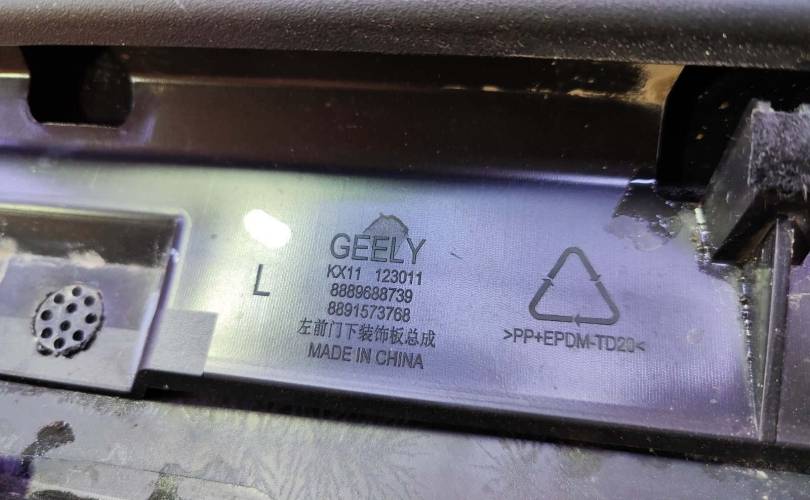 GEELY
L
KX11 123011
8889688739
8891573768
左前门下装饰板总成
MADE IN CHINA
>PP+EPDM-TD20<